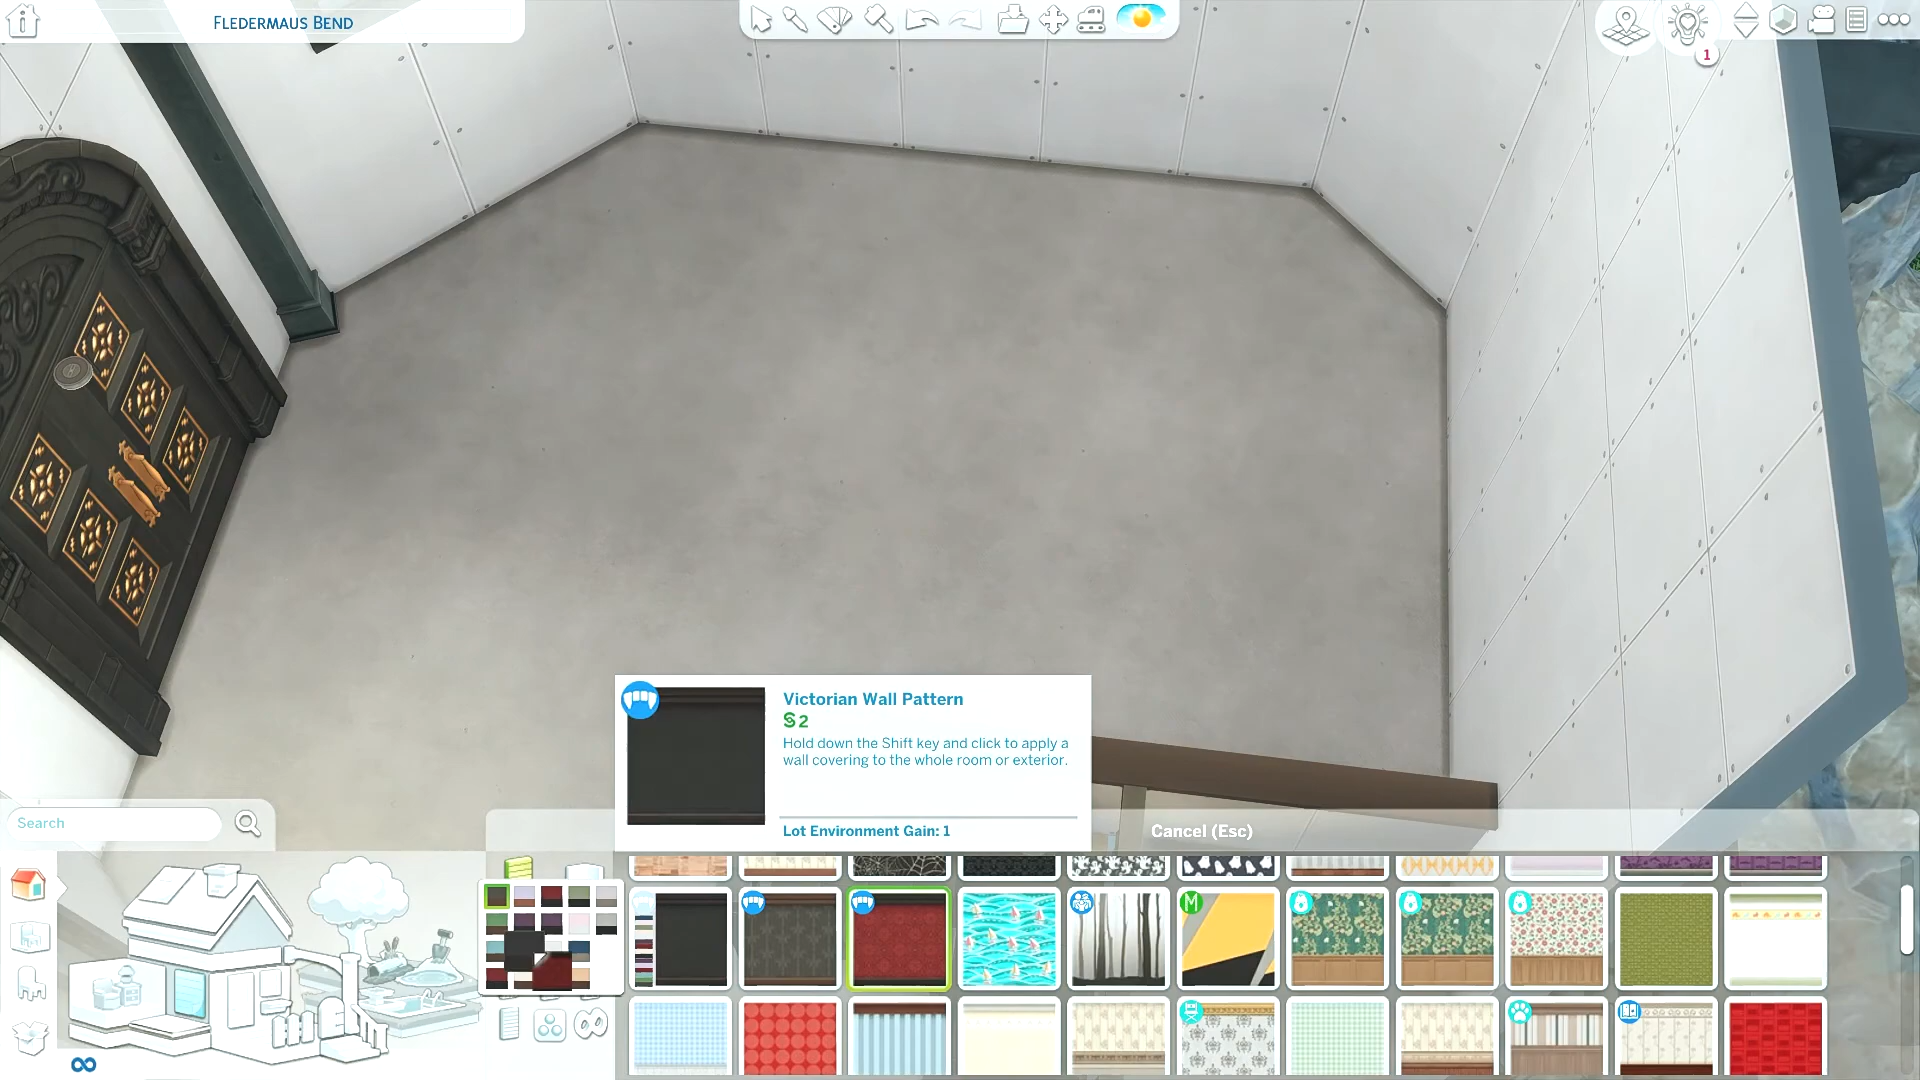 FLEDERMAUS BEND
1
Victorian Wall Pattern
§2
Hold down the Shift key and click to apply a
wall covering to the whole room or exterior.
Lot Environment Gain: 1
Search
Cancel (Esc)
M